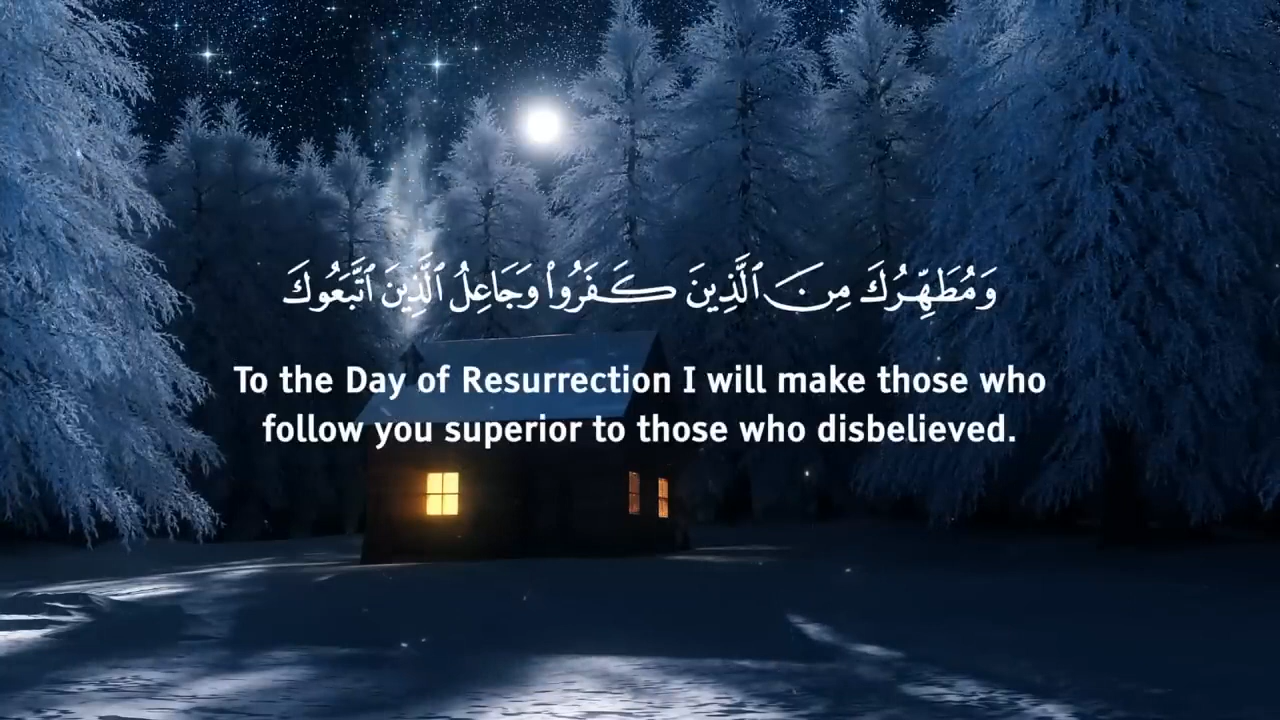 وَمُطَهِّرُكَ مِنَ ٱلَّذِينَ كَفَرُوا۟ وَجَاعِلُ ٱلَّذِينَ ٱتَّبَعُوكَ
To the Day of Resurrection I will make those who
follow you superior to those who disbelieved.